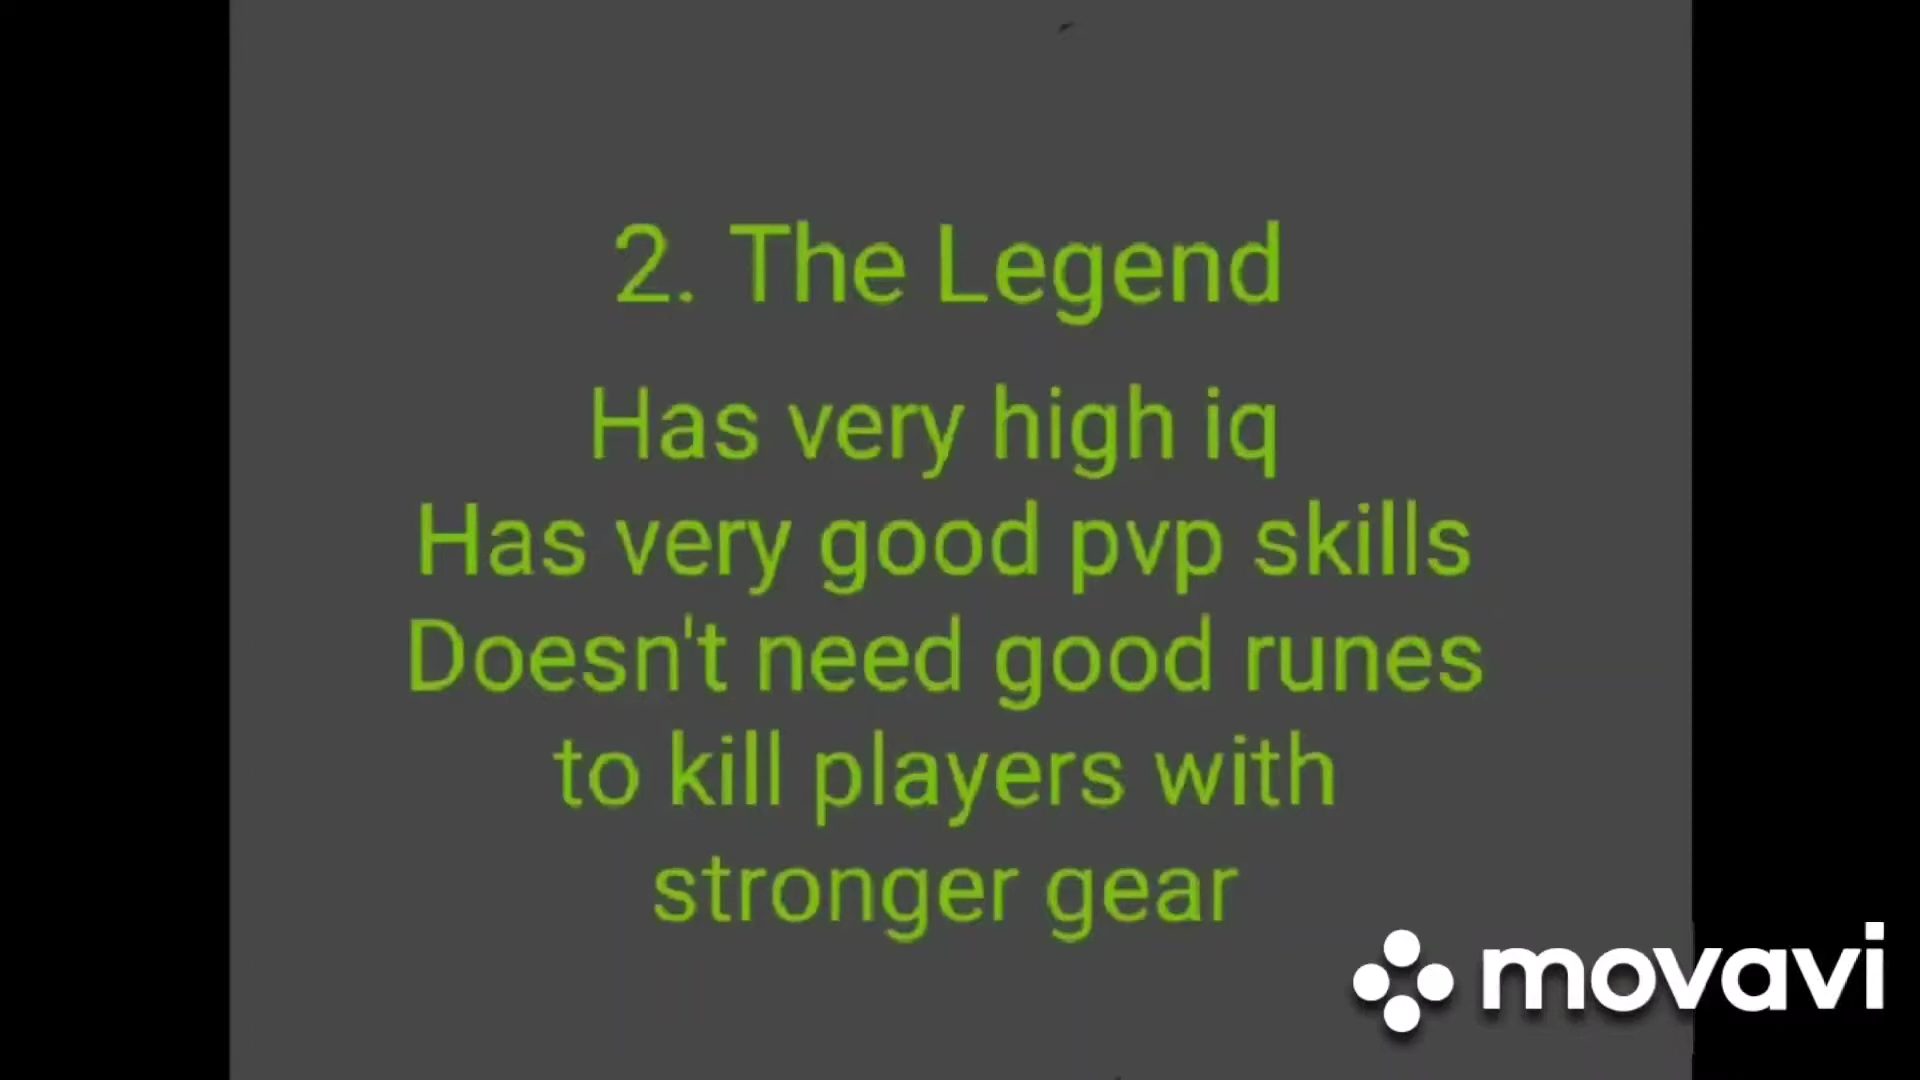 2. The Legend
Has very high iq
Has very good pvp skills
Doesn't need good runes
to kill players with
stronger gear
movavi